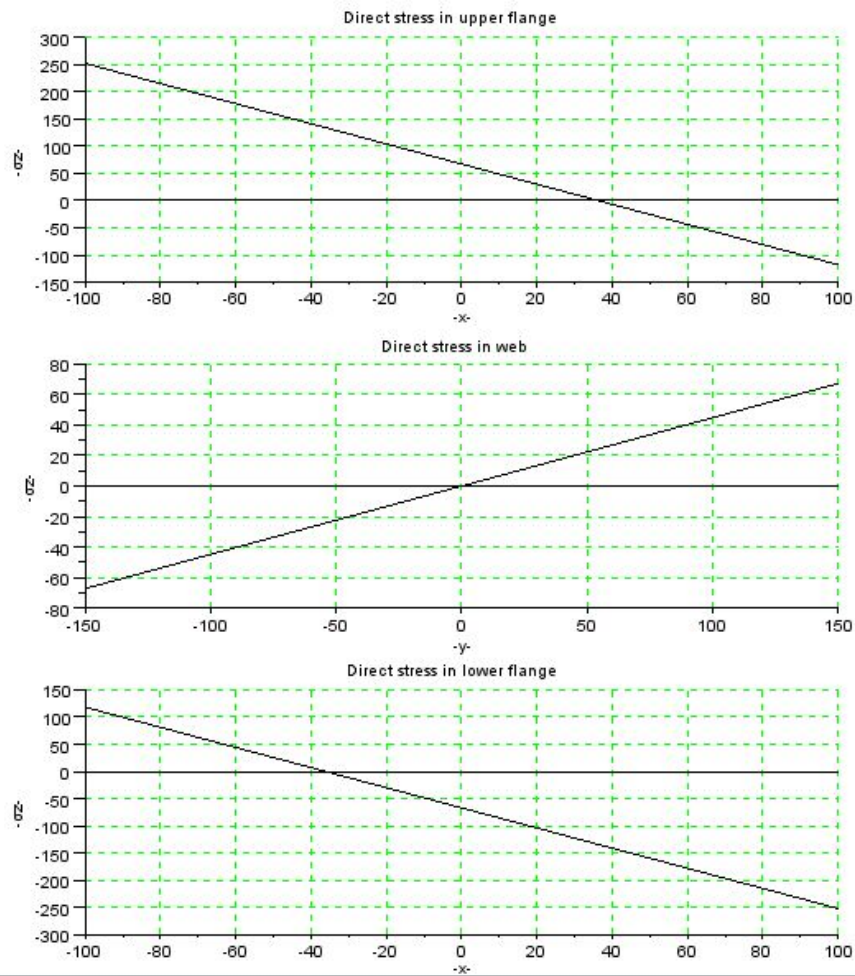 Direct stress in upper flange
300
250
200
150
100
50
0
-50
-100
-150
-σz-
-100 -80 -60 -40 -20 0 20 40 60 80 100
-x-
Direct stress in web
80
60
40
20
0
-20
-40
-60
-80
-σz-
-150 -100 -50 0 50 100 150
-y-
Direct stress in lower flange
150
100
50
0
-50
-100
-150
-200
-250
-300
-σz-
-100 -80 -60 -40 -20 0 20 40 60 80 100
-x-